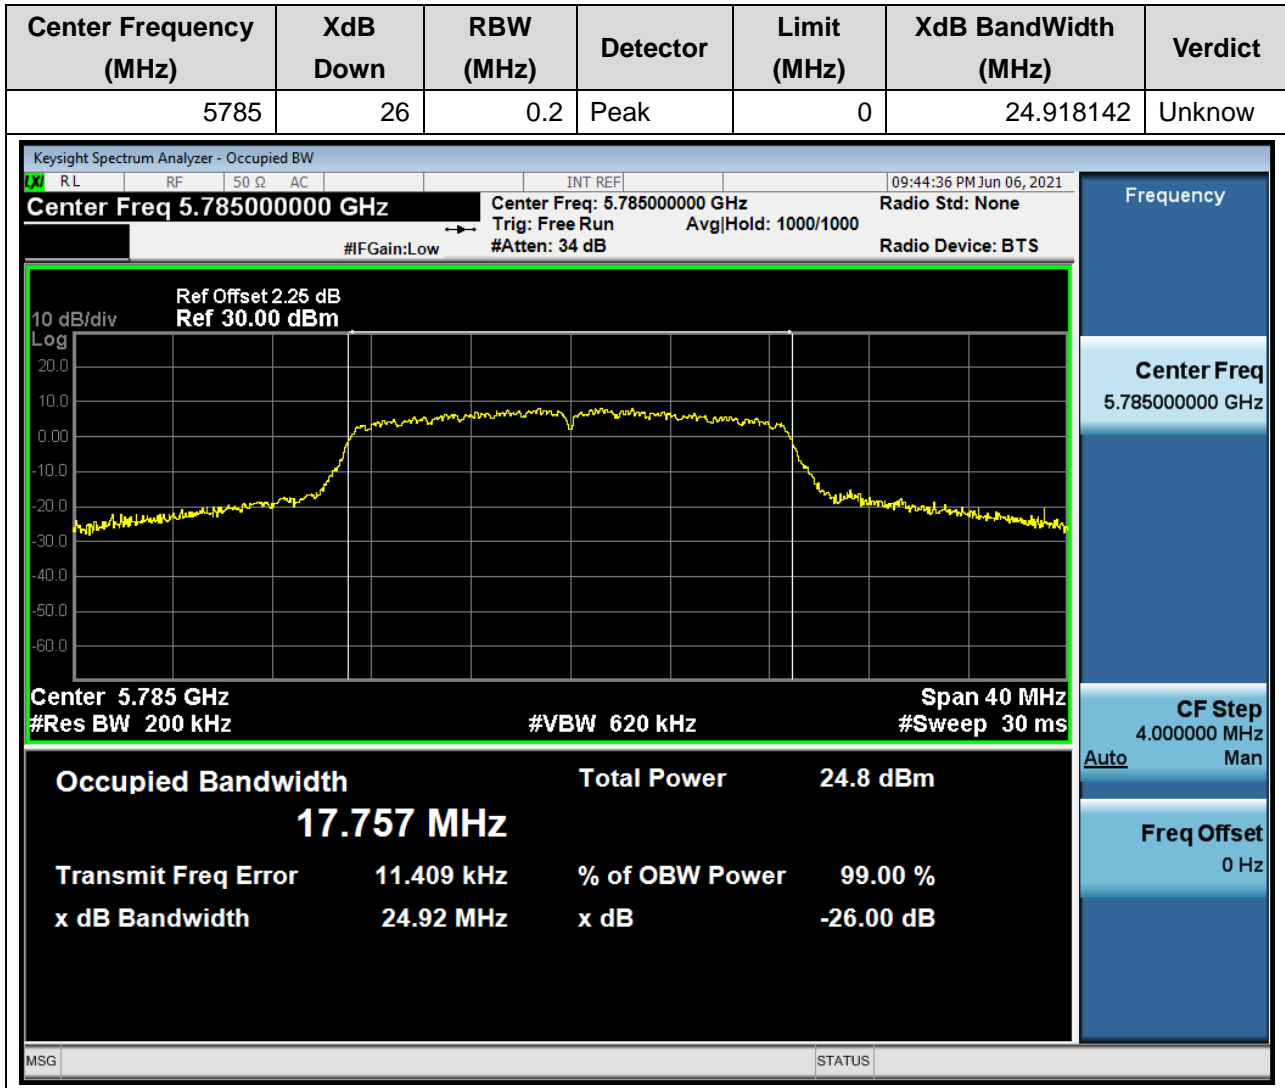 Center Frequency (MHz) XdB Down RBW (MHz) Detector Limit (MHz) XdB BandWidth (MHz) Verdict
5785 26 0.2 Peak 0 24.918142 Unknow
Keysight Spectrum Analyzer - Occupied BW
LXI RL RF 50 Ω AC INT REF 09:44:36 PM Jun 06, 2021
Center Freq 5.785000000 GHz
Center Freq: 5.785000000 GHz
Radio Std: None
Trig: Free Run Avg|Hold: 1000/1000
#IFGain:Low
#Atten: 34 dB
Radio Device: BTS
Ref Offset 2.25 dB
10 dB/div Ref 30.00 dBm
Log
20.0
10.0
0.00
-10.0
-20.0
-30.0
-40.0
-50.0
-60.0
Center 5.785 GHz Span 40 MHz
#Res BW 200 kHz #VBW 620 kHz #Sweep 30 ms
Occupied Bandwidth Total Power 24.8 dBm
17.757 MHz
Transmit Freq Error 11.409 kHz % of OBW Power 99.00 %
x dB Bandwidth 24.92 MHz x dB -26.00 dB
MSG STATUS
Frequency
Center Freq
5.785000000 GHz
CF Step
4.000000 MHz
Auto Man
Freq Offset
0 Hz